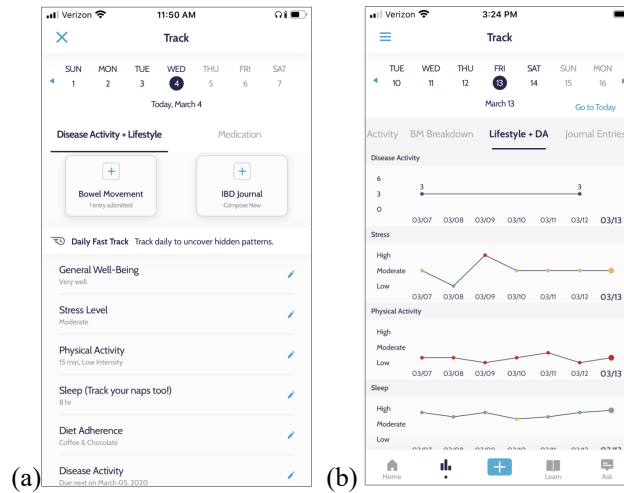 Verizon 11:50 AM
Track
SUN MON TUE WED THU FRI SAT
1 2 3 4 5 6 7
Today, March 4
Disease Activity + Lifestyle Medication
Bowel Movement
1 entry submitted
IBD Journal
Compose New
Daily Fast Track Track daily to uncover hidden patterns.
General Well-Being
Very well
Stress Level
Moderate
Physical Activity
15 min, Low Intensity
Sleep (Track your naps too!)
8 hr
Diet Adherence
Coffee & Chocolate
Disease Activity
Due next on March 05, 2020
(a)
Verizon 3:24 PM
Track
TUE WED THU FRI SAT SUN MON
10 11 12 13 14 15 16
March 13 Go to Today
Activity BM Breakdown Lifestyle + DA Journal Entries
Disease Activity
6
3
0
3 3
03/07 03/08 03/09 03/10 03/11 03/12 03/13
Stress
High
Moderate
Low
03/07 03/08 03/09 03/10 03/11 03/12 03/13
Physical Activity
High
Moderate
Low
03/07 03/08 03/09 03/10 03/11 03/12 03/13
Sleep
High
Moderate
Low
Home Learn Ask
(b)